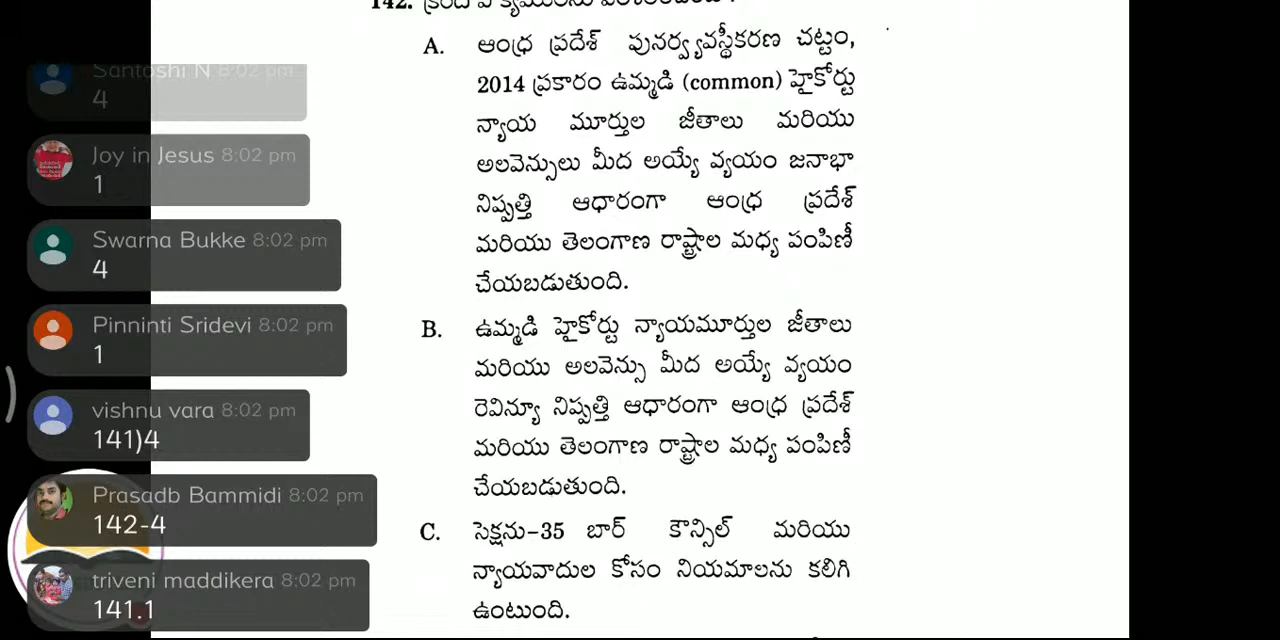 142. క్రింది వాక్యములను పరిశీలించండి :
A. ఆంధ్ర ప్రదేశ్ పునర్వ్యవస్థీకరణ చట్టం,
2014 ప్రకారం ఉమ్మడి (common) హైకోర్టు
న్యాయ మూర్తుల జీతాలు మరియు
అలవెన్సులు మీద అయ్యే వ్యయం జనాభా
నిష్పత్తి ఆధారంగా ఆంధ్ర ప్రదేశ్
మరియు తెలంగాణ రాష్ట్రాల మధ్య పంపిణీ
చేయబడుతుంది.
B. ఉమ్మడి హైకోర్టు న్యాయమూర్తుల జీతాలు
మరియు అలవెన్సు మీద అయ్యే వ్యయం
రెవిన్యూ నిష్పత్తి ఆధారంగా ఆంధ్ర ప్రదేశ్
మరియు తెలంగాణ రాష్ట్రాల మధ్య పంపిణీ
చేయబడుతుంది.
C. సెక్షను-35 బార్ కౌన్సిల్ మరియు
న్యాయవాదుల కోసం నియమాలను కలిగి
ఉంటుంది.
Santoshi N 8:02 pm
4
Joy in Jesus 8:02 pm
1
Swarna Bukke 8:02 pm
4
Pinninti Sridevi 8:02 pm
1
vishnu vara 8:02 pm
141)4
Prasadb Bammidi 8:02 pm
142-4
triveni maddikera 8:02 pm
141.1